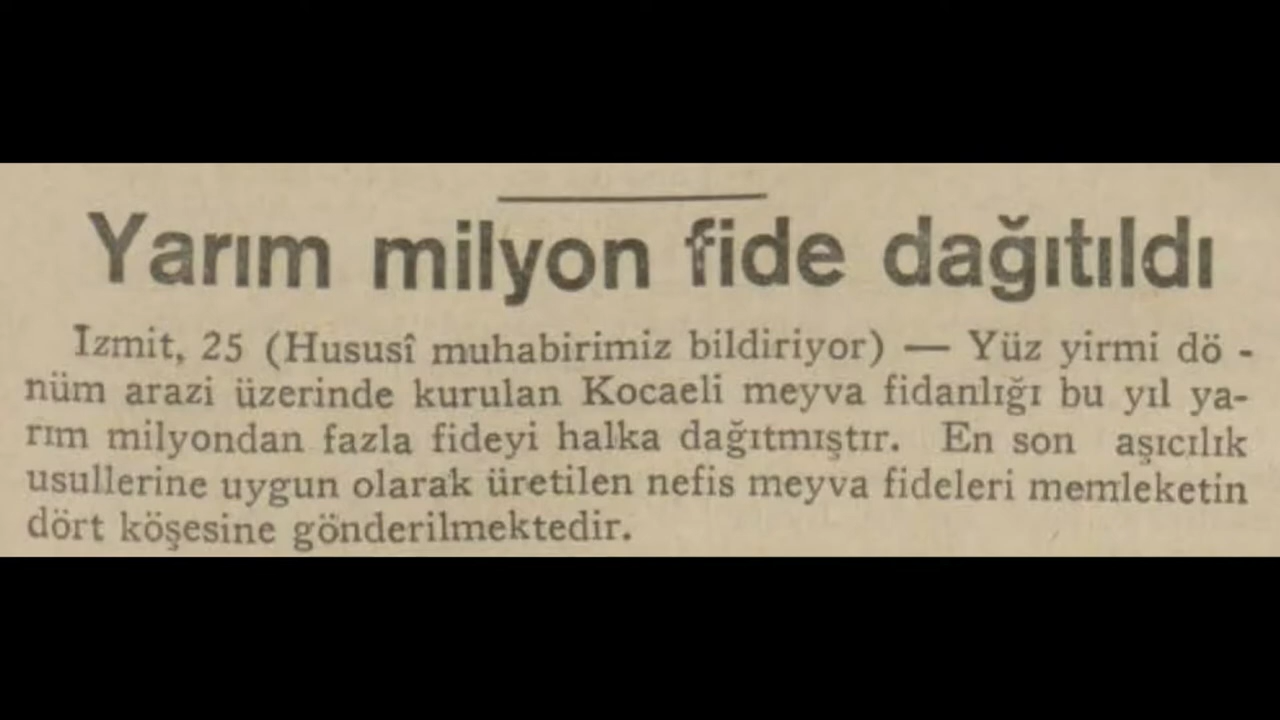 Yarım milyon fide dağıtıldı
Izmit, 25 (Hususî muhabirimiz bildiriyor) — Yüz yirmi dö -
nüm arazi üzerinde kurulan Kocaeli meyva fidanlığı bu yıl ya-
rım milyondan fazla fideyi halka dağıtmıştır. En son aşıcılık
usullerine uygun olarak üretilen nefis meyva fideleri memleketin
dört köşesine gönderilmektedir.